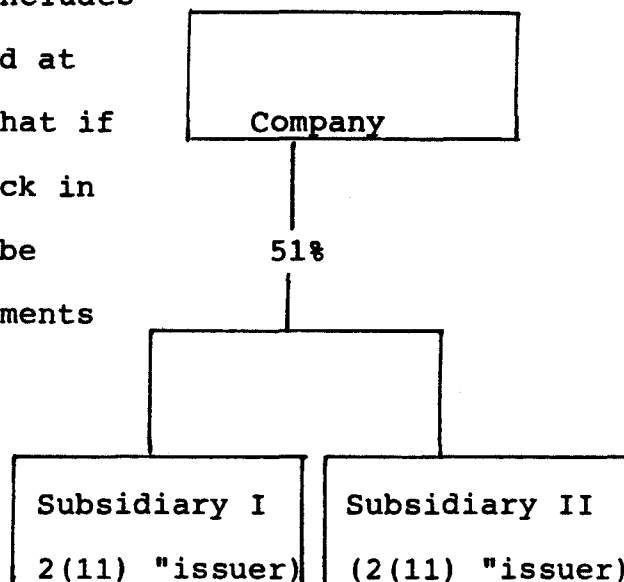 ncludes
d at
hat if
Company
ck in
be
51%
ments
Subsidiary I
Subsidiary II
2(11) "issuer)
(2(11) "issuer)